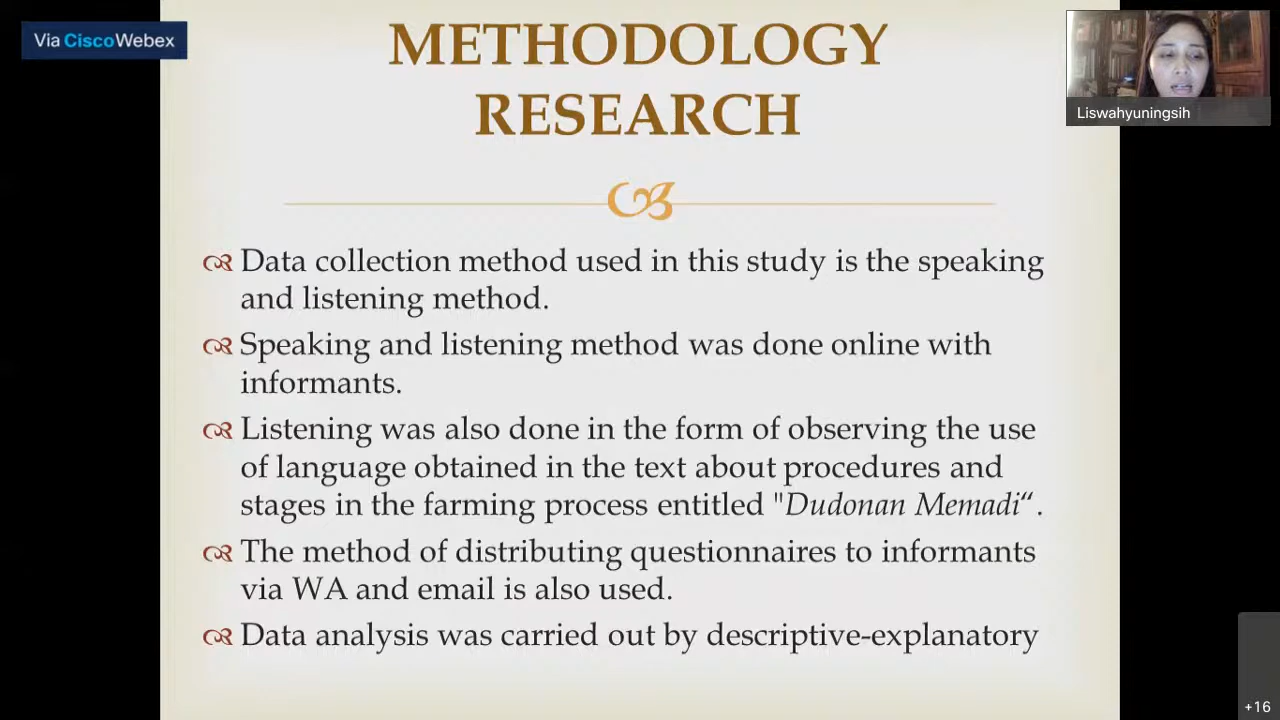 Via Cisco Webex
METHODOLOGY
RESEARCH
Liswahyuningsih
Data collection method used in this study is the speaking
and listening method.
Speaking and listening method was done online with
informants.
Listening was also done in the form of observing the use
of language obtained in the text about procedures and
stages in the farming process entitled "Dudonan Memadi“.
The method of distributing questionnaires to informants
via WA and email is also used.
Data analysis was carried out by descriptive-explanatory
+16